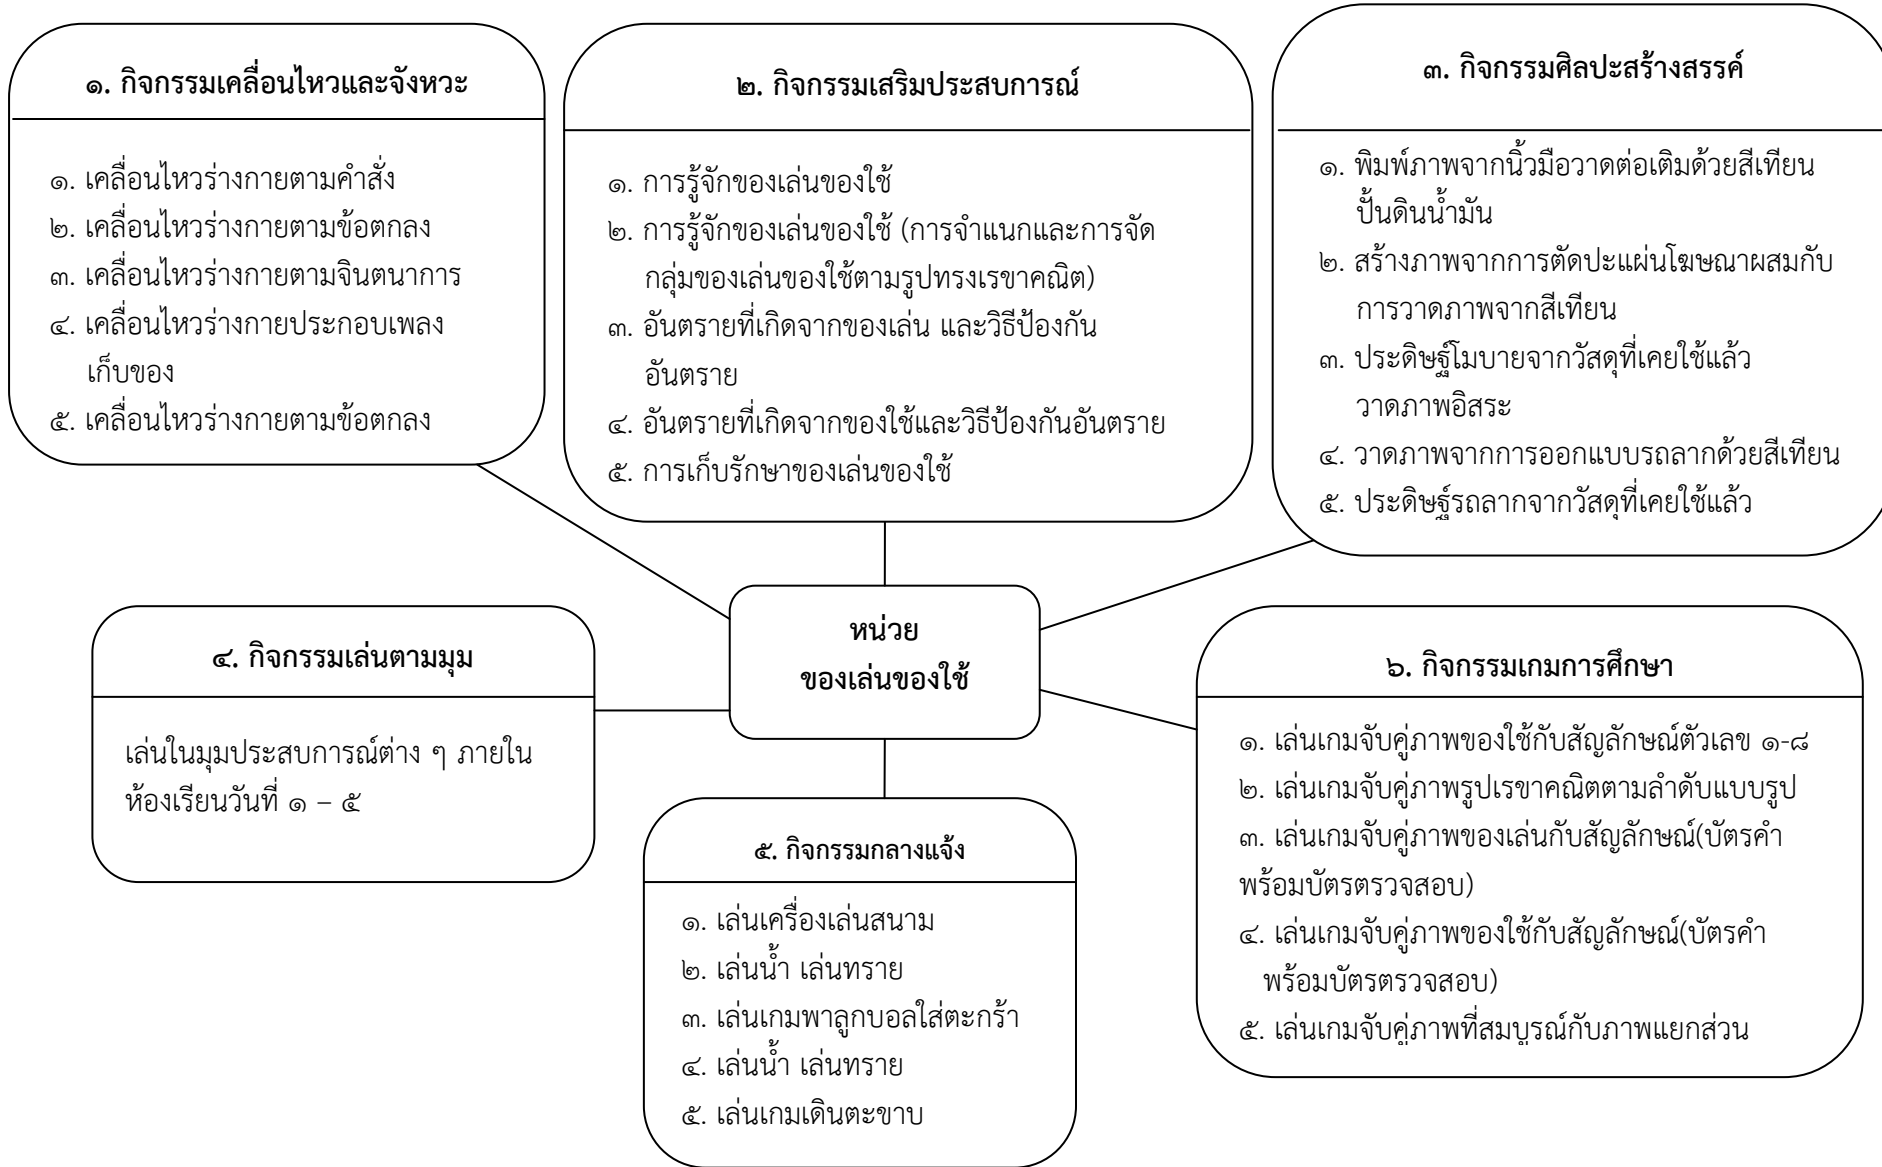 ๑. กิจกรรมเคลื่อนไหวและจังหวะ
๑. เคลื่อนไหวร่างกายตามคำสั่ง
๒. เคลื่อนไหวร่างกายตามข้อตกลง
๓. เคลื่อนไหวร่างกายตามจินตนาการ
๔. เคลื่อนไหวร่างกายประกอบเพลง
เก็บของ
๕. เคลื่อนไหวร่างกายตามข้อตกลง
๒. กิจกรรมเสริมประสบการณ์
๑. การรู้จักของเล่นของใช้
๒. การรู้จักของเล่นของใช้ (การจำแนกและการจัด
กลุ่มของเล่นของใช้ตามรูปทรงเรขาคณิต)
๓. อันตรายที่เกิดจากของเล่น และวิธีป้องกัน
อันตราย
๔. อันตรายที่เกิดจากของใช้และวิธีป้องกันอันตราย
๕. การเก็บรักษาของเล่นของใช้
๓. กิจกรรมศิลปะสร้างสรรค์
๑. พิมพ์ภาพจากนิ้วมือวาดต่อเติมด้วยสีเทียน
ปั้นดินน้ำมัน
๒. สร้างภาพจากการตัดปะแผ่นโฆษณาผสมกับ
การวาดภาพจากสีเทียน
๓. ประดิษฐ์โมบายจากวัสดุที่เคยใช้แล้ว
วาดภาพอิสระ
๔. วาดภาพจากการออกแบบรถลากด้วยสีเทียน
๕. ประดิษฐ์รถลากจากวัสดุที่เคยใช้แล้ว
หน่วย
ของเล่นของใช้
๔. กิจกรรมเล่นตามมุม
เล่นในมุมประสบการณ์ต่าง ๆ ภายใน
ห้องเรียนวันที่ ๑ – ๕
๕. กิจกรรมกลางแจ้ง
๑. เล่นเครื่องเล่นสนาม
๒. เล่นน้ำ เล่นทราย
๓. เล่นเกมพาลูกบอลใส่ตะกร้า
๔. เล่นน้ำ เล่นทราย
๕. เล่นเกมเดินตะขาบ
๖. กิจกรรมเกมการศึกษา
๑. เล่นเกมจับคู่ภาพของใช้กับสัญลักษณ์ตัวเลข ๑-๘
๒. เล่นเกมจับคู่ภาพรูปเรขาคณิตตามลำดับแบบรูป
๓. เล่นเกมจับคู่ภาพของเล่นกับสัญลักษณ์(บัตรคำ
พร้อมบัตรตรวจสอบ)
๔. เล่นเกมจับคู่ภาพของใช้กับสัญลักษณ์(บัตรคำ
พร้อมบัตรตรวจสอบ)
๕. เล่นเกมจับคู่ภาพที่สมบูรณ์กับภาพแยกส่วน